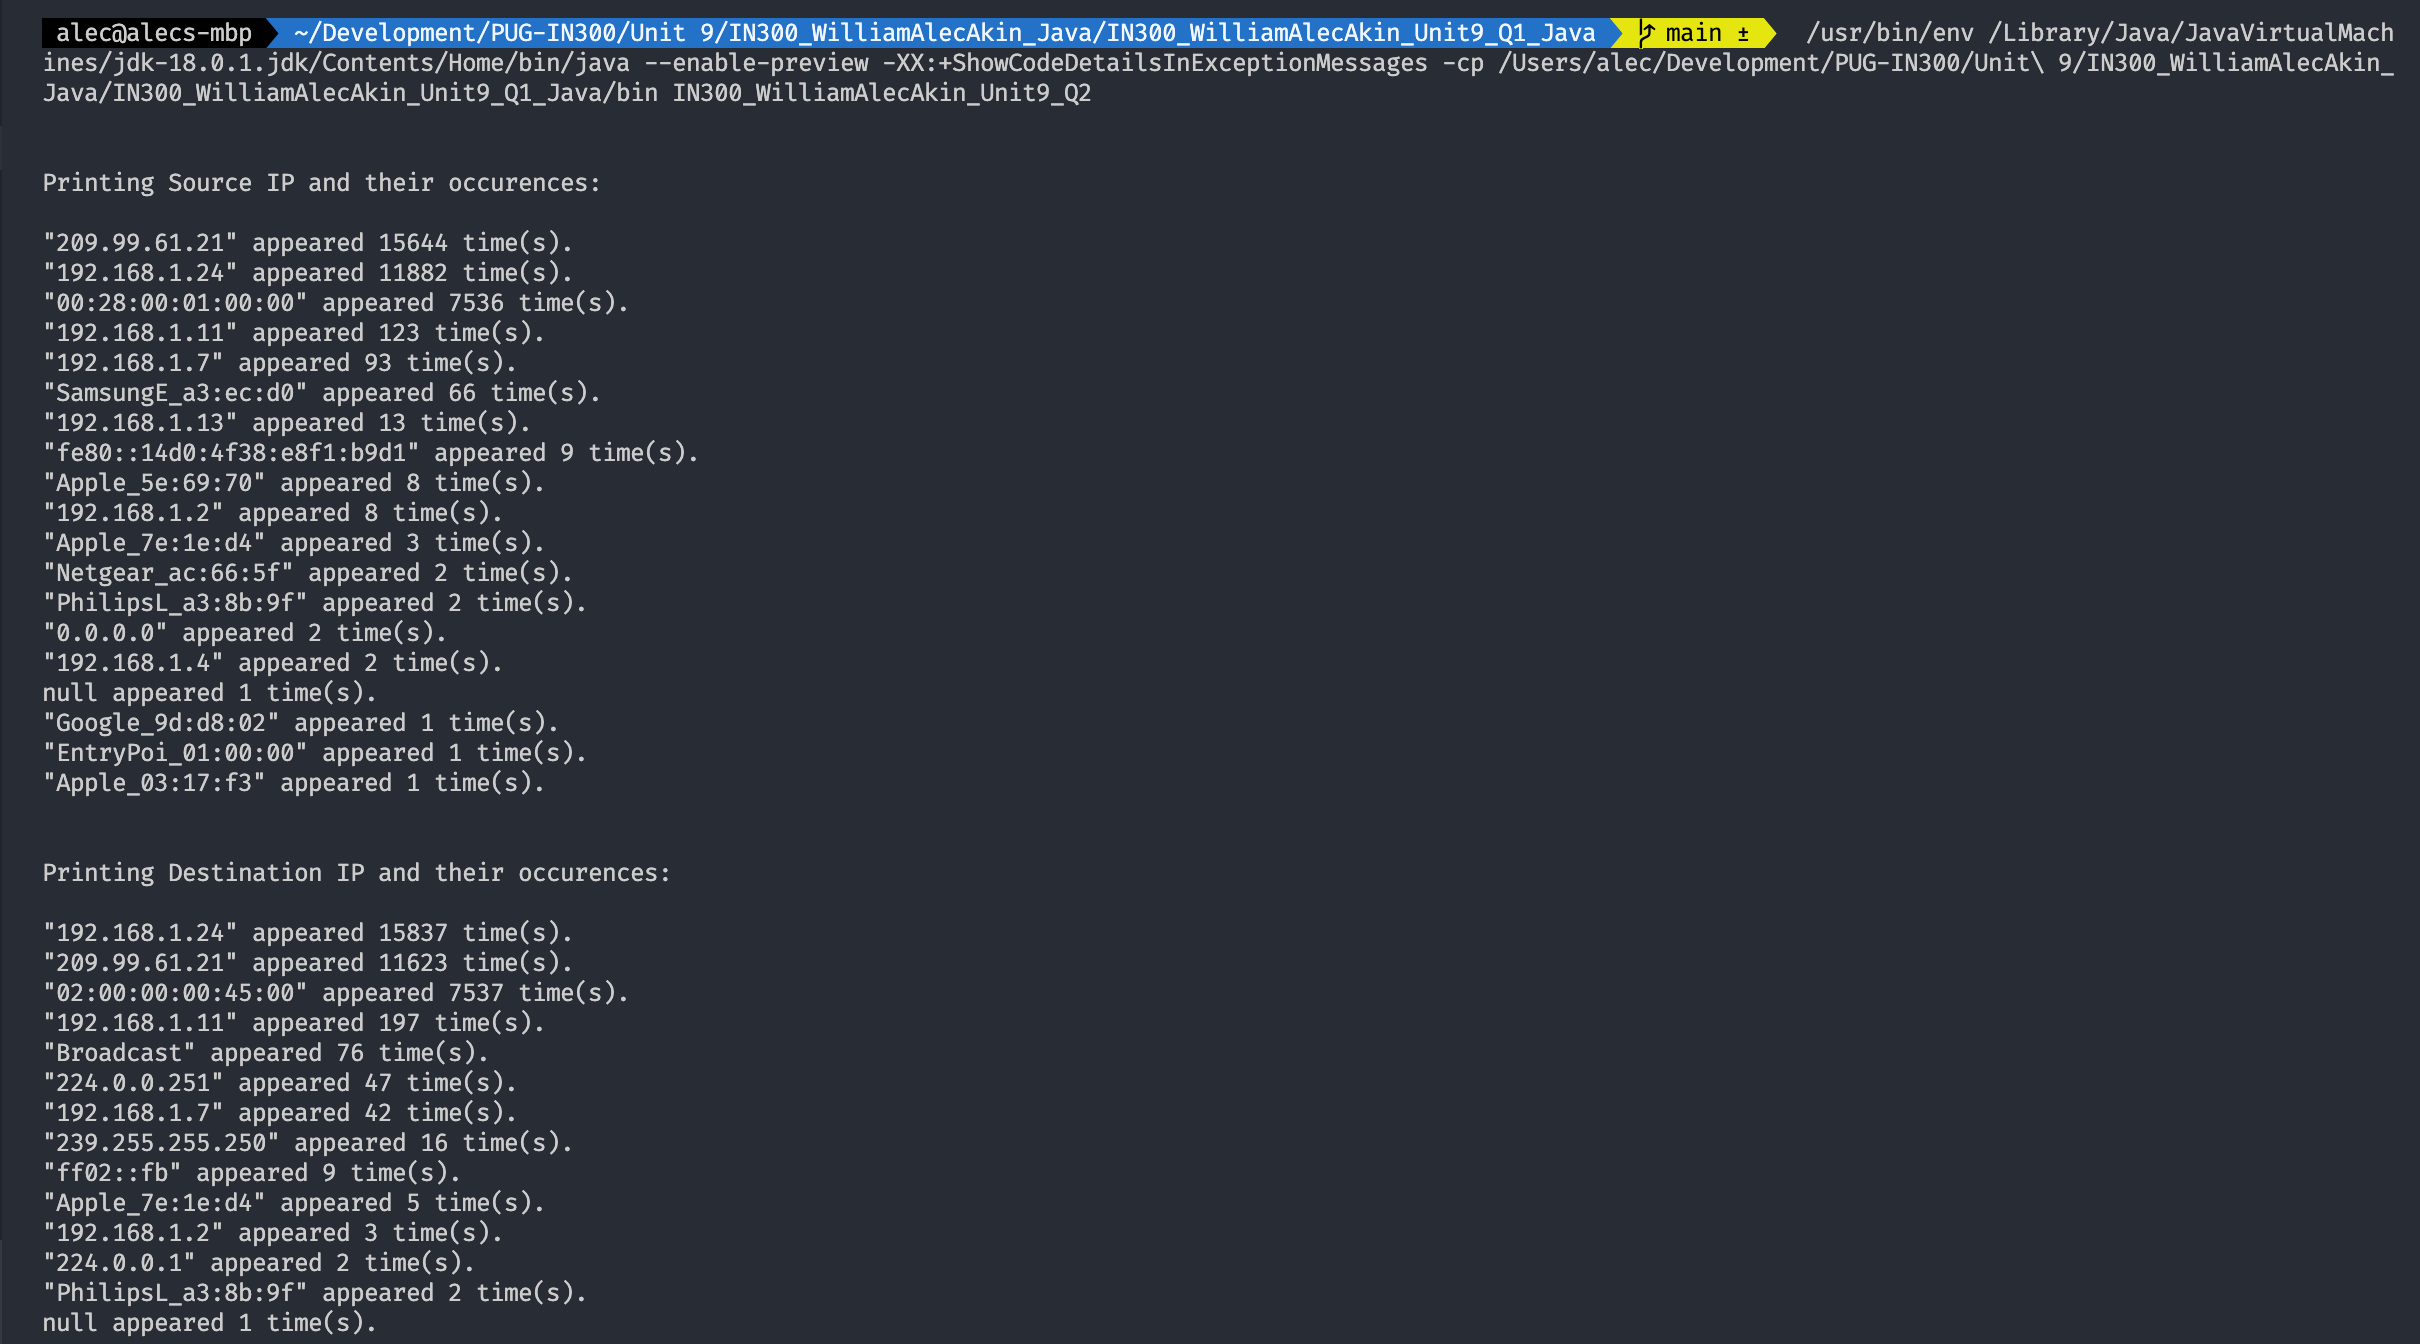 alec@alecs-mbp ~/Development/PUG-IN300/Unit 9/IN300_WilliamAlecAkin_Java/IN300_WilliamAlecAkin_Unit9_Q1_Java main ± /usr/bin/env /Library/Java/JavaVirtualMach
ines/jdk-18.0.1.jdk/Contents/Home/bin/java --enable-preview -XX:+ShowCodeDetailsInExceptionMessages -cp /Users/alec/Development/PUG-IN300/Unit\ 9/IN300_WilliamAlecAkin_
Java/IN300_WilliamAlecAkin_Unit9_Q1_Java/bin IN300_WilliamAlecAkin_Unit9_Q2
Printing Source IP and their occurences:
"209.99.61.21" appeared 15644 time(s).
"192.168.1.24" appeared 11882 time(s).
"00:28:00:01:00:00" appeared 7536 time(s).
"192.168.1.11" appeared 123 time(s).
"192.168.1.7" appeared 93 time(s).
"SamsungE_a3:ec:d0" appeared 66 time(s).
"192.168.1.13" appeared 13 time(s).
"fe80::14d0:4f38:e8f1:b9d1" appeared 9 time(s).
"Apple_5e:69:70" appeared 8 time(s).
"192.168.1.2" appeared 8 time(s).
"Apple_7e:1e:d4" appeared 3 time(s).
"Netgear_ac:66:5f" appeared 2 time(s).
"PhilipsL_a3:8b:9f" appeared 2 time(s).
"0.0.0.0" appeared 2 time(s).
"192.168.1.4" appeared 2 time(s).
null appeared 1 time(s).
"Google_9d:d8:02" appeared 1 time(s).
"EntryPoi_01:00:00" appeared 1 time(s).
"Apple_03:17:f3" appeared 1 time(s).
Printing Destination IP and their occurences:
"192.168.1.24" appeared 15837 time(s).
"209.99.61.21" appeared 11623 time(s).
"02:00:00:00:45:00" appeared 7537 time(s).
"192.168.1.11" appeared 197 time(s).
"Broadcast" appeared 76 time(s).
"224.0.0.251" appeared 47 time(s).
"192.168.1.7" appeared 42 time(s).
"239.255.255.250" appeared 16 time(s).
"ff02::fb" appeared 9 time(s).
"Apple_7e:1e:d4" appeared 5 time(s).
"192.168.1.2" appeared 3 time(s).
"224.0.0.1" appeared 2 time(s).
"PhilipsL_a3:8b:9f" appeared 2 time(s).
null appeared 1 time(s).